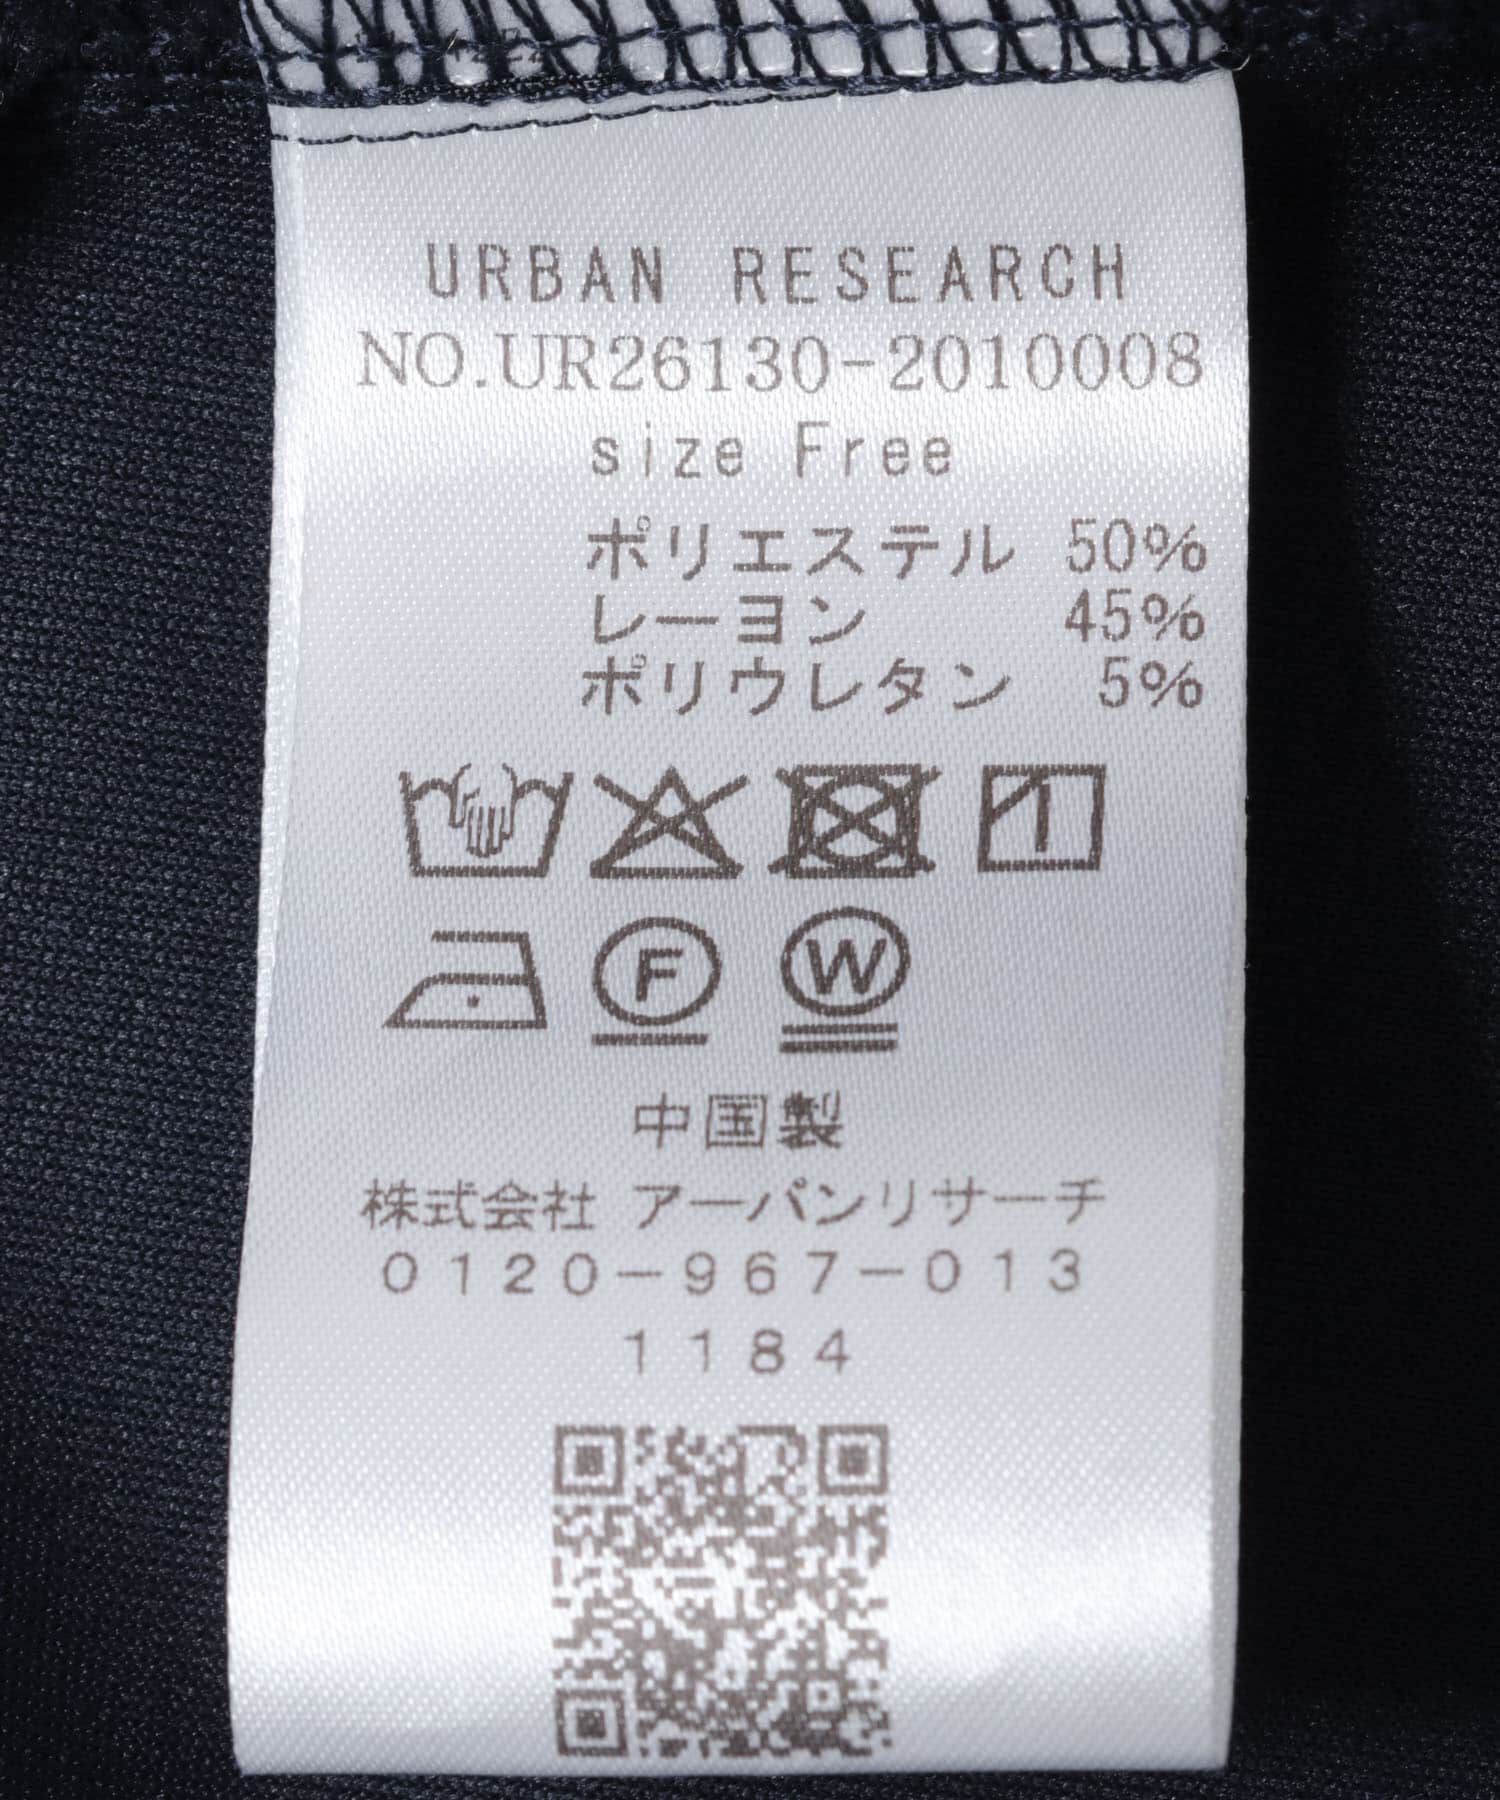 URBAN RESEARCH
NO.UR26130-2010008
size Free
ポリエステル 50%
レーヨン 45%
ポリウレタン 5%
F W
中国製
株式会社 アーバンリサーチ
0120-967-013
1184